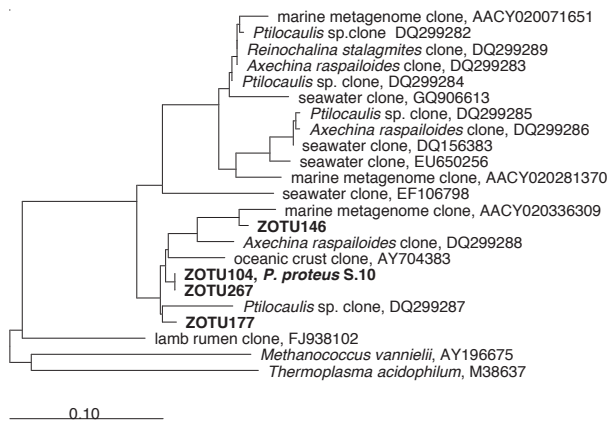 marine metagenome clone, AACY020071651
Ptilocaulis sp.clone DQ299282
Reinochalina stalagmites clone, DQ299289
Axechina raspailoides clone, DQ299283
Ptilocaulis sp. clone, DQ299284
seawater clone, GQ906613
Ptilocaulis sp. clone, DQ299285
Axechina raspailoides clone, DQ299286
seawater clone, DQ156383
seawater clone, EU650256
marine metagenome clone, AACY020281370
seawater clone, EF106798
marine metagenome clone, AACY020336309
ZOTU146
Axechina raspailoides clone, DQ299288
oceanic crust clone, AY704383
ZOTU104, P. proteus S.10
ZOTU267
Ptilocaulis sp. clone, DQ299287
ZOTU177
lamb rumen clone, FJ938102
Methanococcus vannielii, AY196675
Thermoplasma acidophilum, M38637
0.10